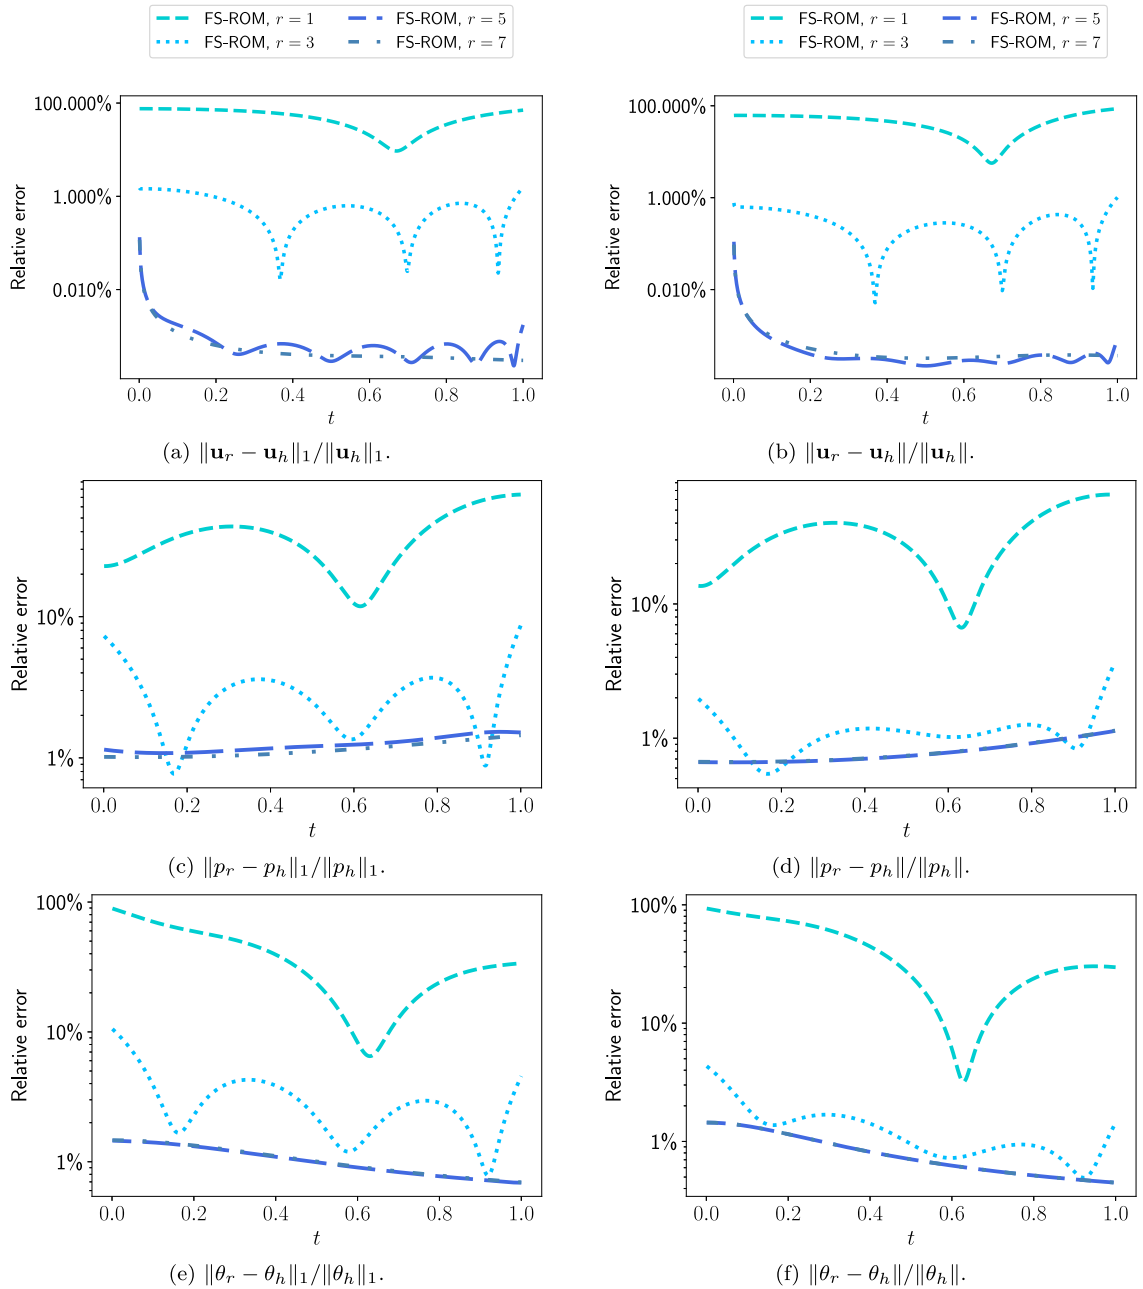 FS-ROM, r = 1 FS-ROM, r = 5
FS-ROM, r = 3 FS-ROM, r = 7
FS-ROM, r = 1 FS-ROM, r = 5
FS-ROM, r = 3 FS-ROM, r = 7
100.000%
1.000%
0.010%
Relative error
0.0 0.2 0.4 0.6 0.8 1.0
t
(a) ‖u_r − u_h‖₁/‖u_h‖₁.
100.000%
1.000%
0.010%
Relative error
0.0 0.2 0.4 0.6 0.8 1.0
t
(b) ‖u_r − u_h‖/‖u_h‖.
10%
1%
Relative error
0.0 0.2 0.4 0.6 0.8 1.0
t
(c) ‖p_r − p_h‖₁/‖p_h‖₁.
10%
1%
Relative error
0.0 0.2 0.4 0.6 0.8 1.0
t
(d) ‖p_r − p_h‖/‖p_h‖.
100%
10%
1%
Relative error
0.0 0.2 0.4 0.6 0.8 1.0
t
(e) ‖θ_r − θ_h‖₁/‖θ_h‖₁.
100%
10%
1%
Relative error
0.0 0.2 0.4 0.6 0.8 1.0
t
(f) ‖θ_r − θ_h‖/‖θ_h‖.